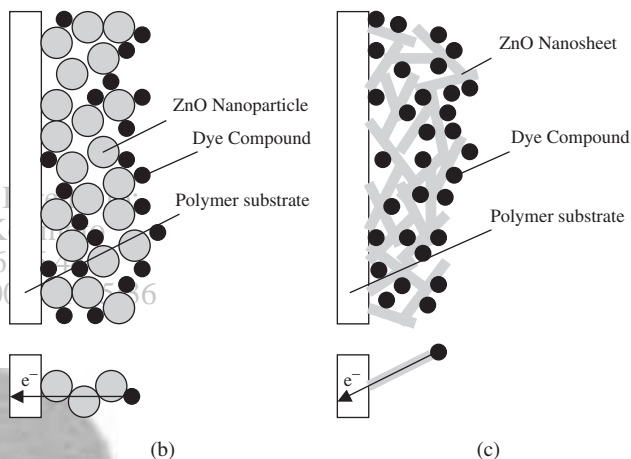 ZnO Nanoparticle
Dye Compound
Polymer substrate
e⁻
(b)
ZnO Nanosheet
Dye Compound
Polymer substrate
e⁻
(c)